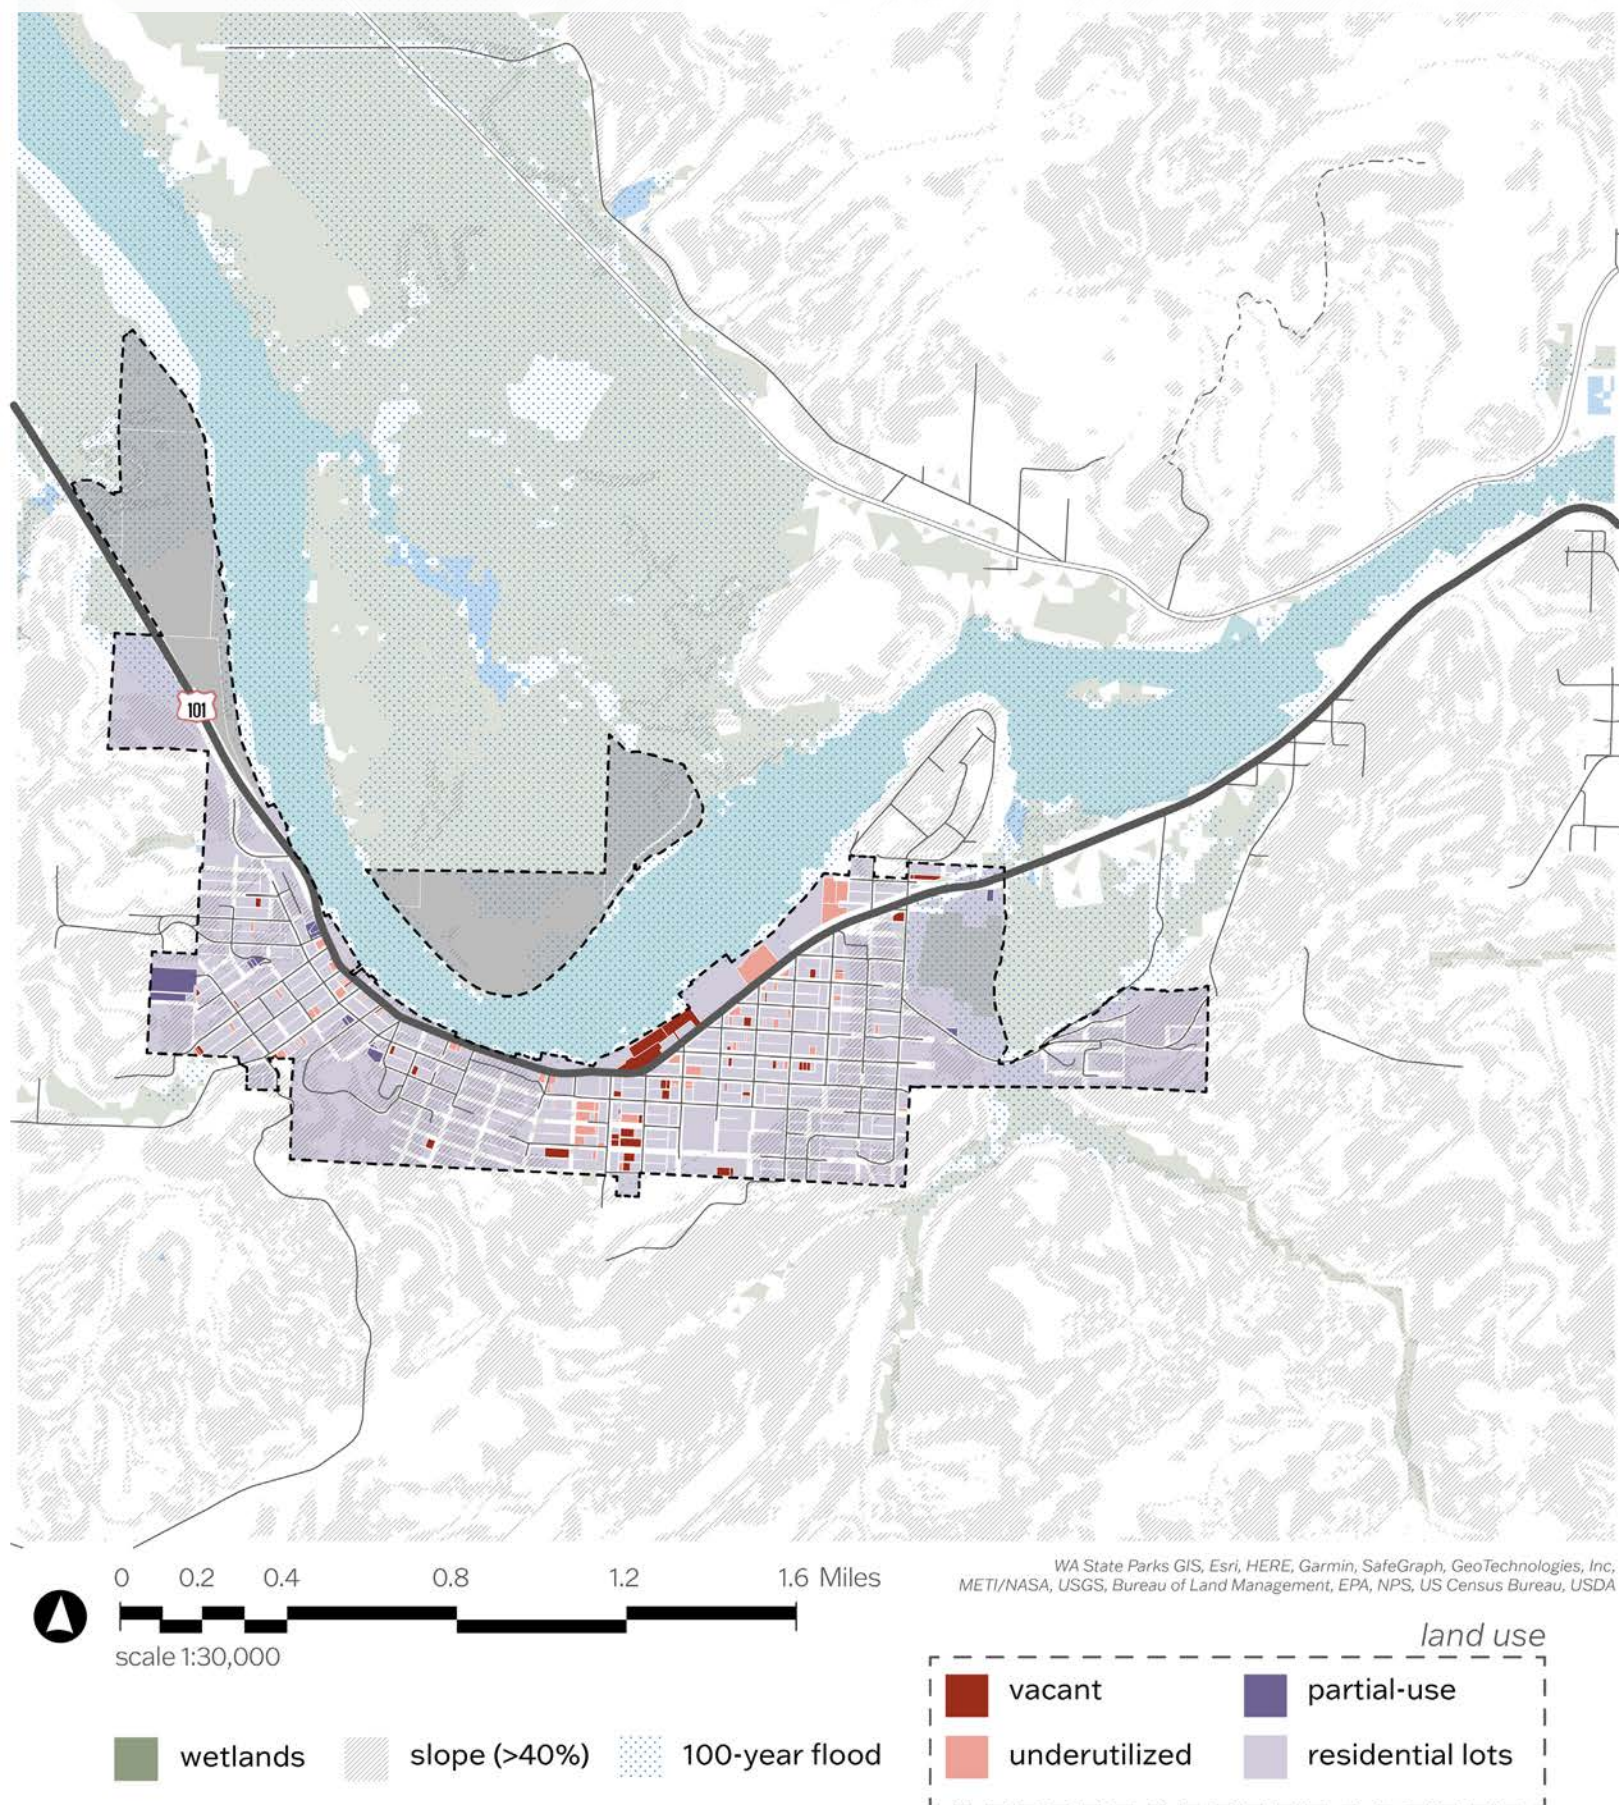 101
0 0.2 0.4 0.8 1.2 1.6 Miles
scale 1:30,000
WA State Parks GIS, Esri, HERE, Garmin, SafeGraph, GeoTechnologies, Inc,
METI/NASA, USGS, Bureau of Land Management, EPA, NPS, US Census Bureau, USDA
land use
vacant
partial-use
underutilized
residential lots
wetlands
slope (>40%)
100-year flood